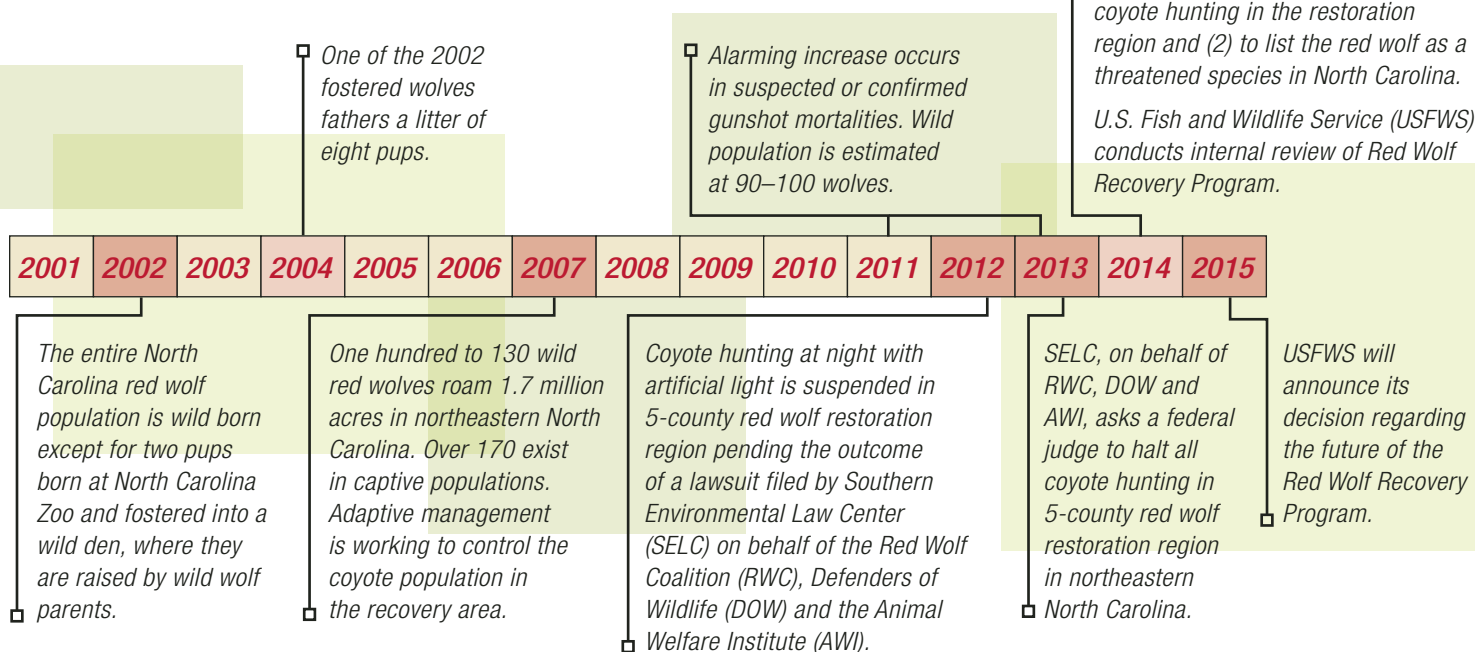 One of the 2002
fostered wolves
fathers a litter of
eight pups.
Alarming increase occurs
in suspected or confirmed
gunshot mortalities. Wild
population is estimated
at 90–100 wolves.
coyote hunting in the restoration
region and (2) to list the red wolf as a
threatened species in North Carolina.
U.S. Fish and Wildlife Service (USFWS)
conducts internal review of Red Wolf
Recovery Program.
2001 2002 2003 2004 2005 2006 2007 2008 2009 2010 2011 2012 2013 2014 2015
The entire North
Carolina red wolf
population is wild born
except for two pups
born at North Carolina
Zoo and fostered into a
wild den, where they
are raised by wild wolf
parents.
One hundred to 130 wild
red wolves roam 1.7 million
acres in northeastern North
Carolina. Over 170 exist
in captive populations.
Adaptive management
is working to control the
coyote population in
the recovery area.
Coyote hunting at night with
artificial light is suspended in
5-county red wolf restoration
region pending the outcome
of a lawsuit filed by Southern
Environmental Law Center
(SELC) on behalf of the Red Wolf
Coalition (RWC), Defenders of
Wildlife (DOW) and the Animal
Welfare Institute (AWI).
SELC, on behalf of
RWC, DOW and
AWI, asks a federal
judge to halt all
coyote hunting in
5-county red wolf
restoration region
in northeastern
North Carolina.
USFWS will
announce its
decision regarding
the future of the
Red Wolf Recovery
Program.